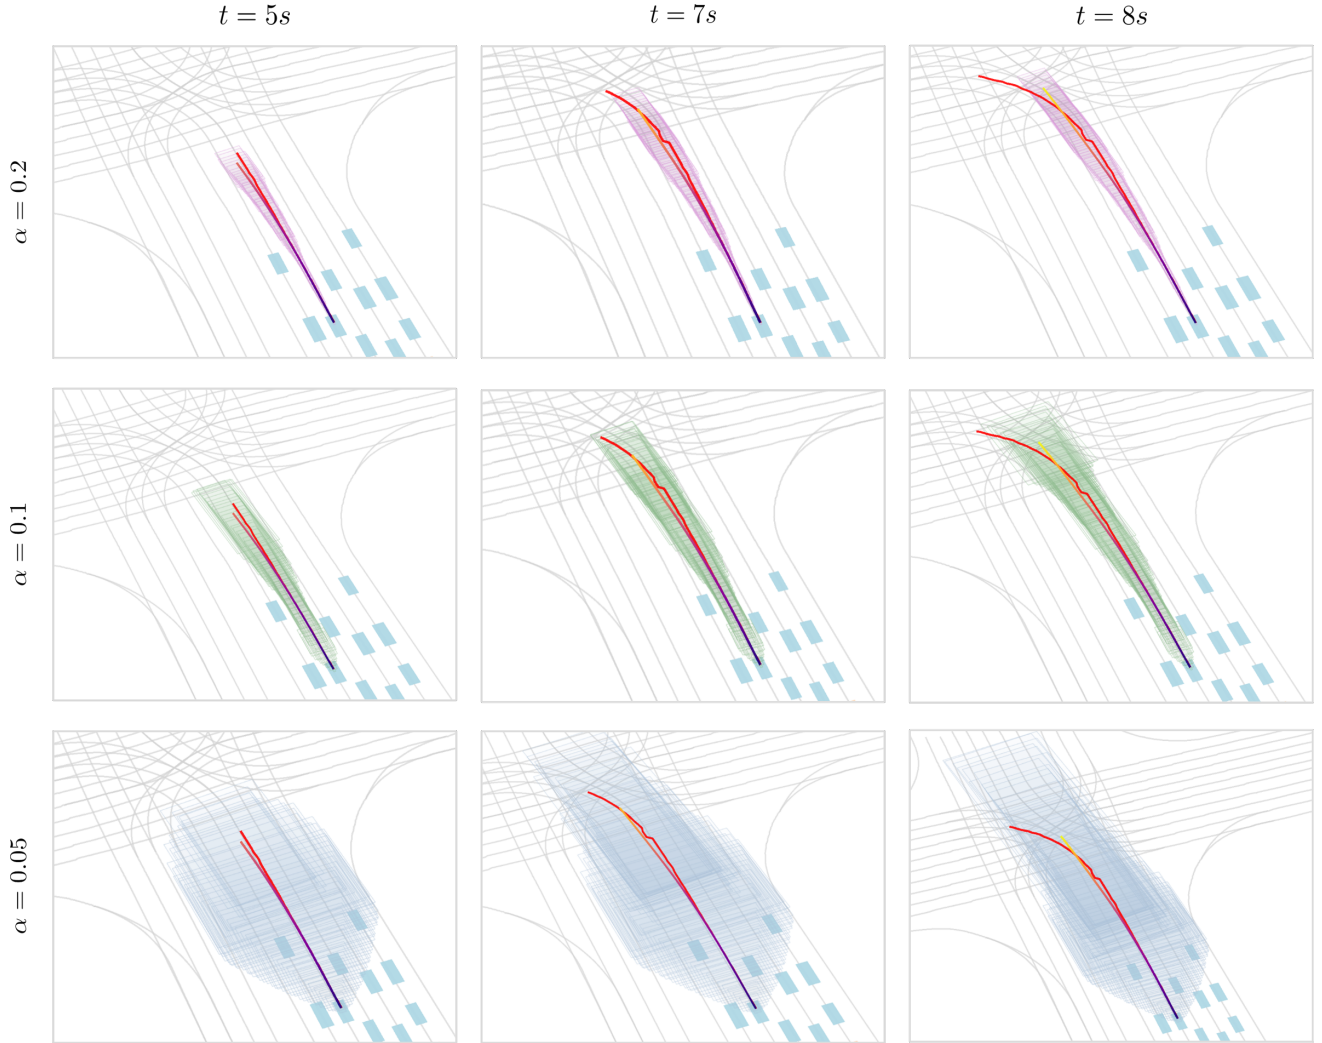 t = 5s
t = 7s
t = 8s
α = 0.2
α = 0.1
α = 0.05